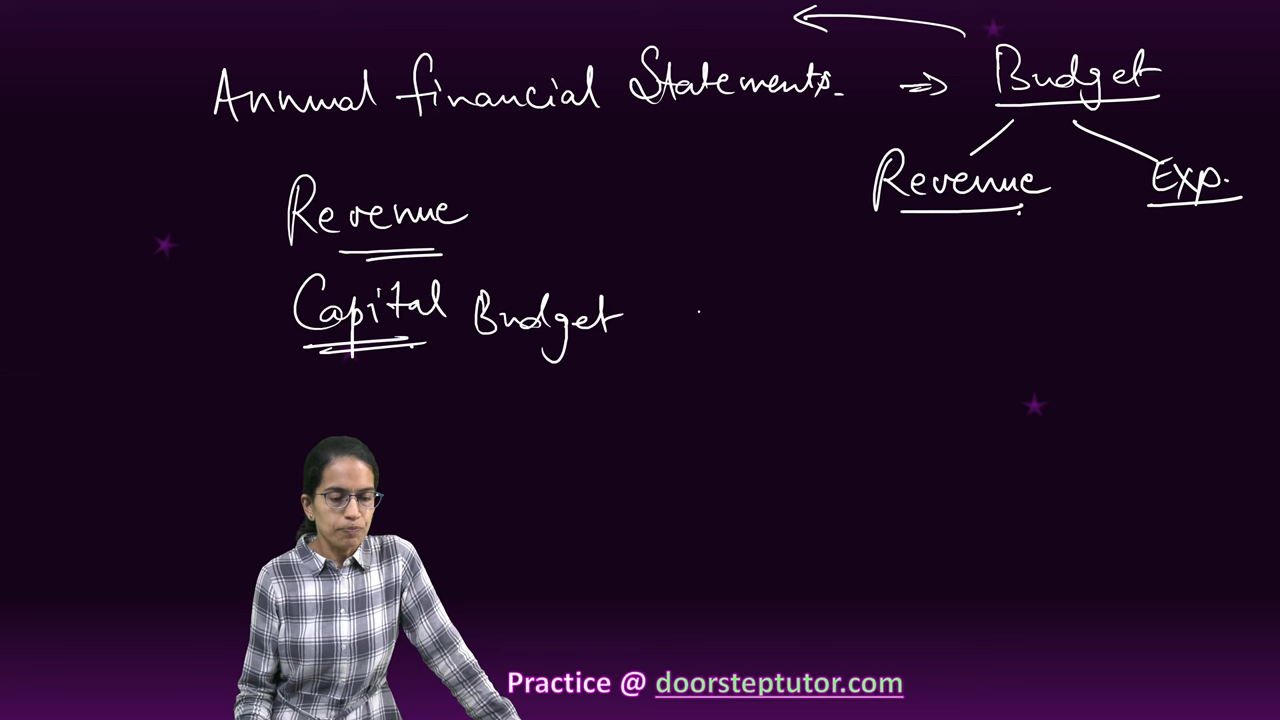 Annual financial Statements. ⇒ Budget
Revenue Exp.
Revenue
Capital Budget
Practice @ doorsteptutor.com